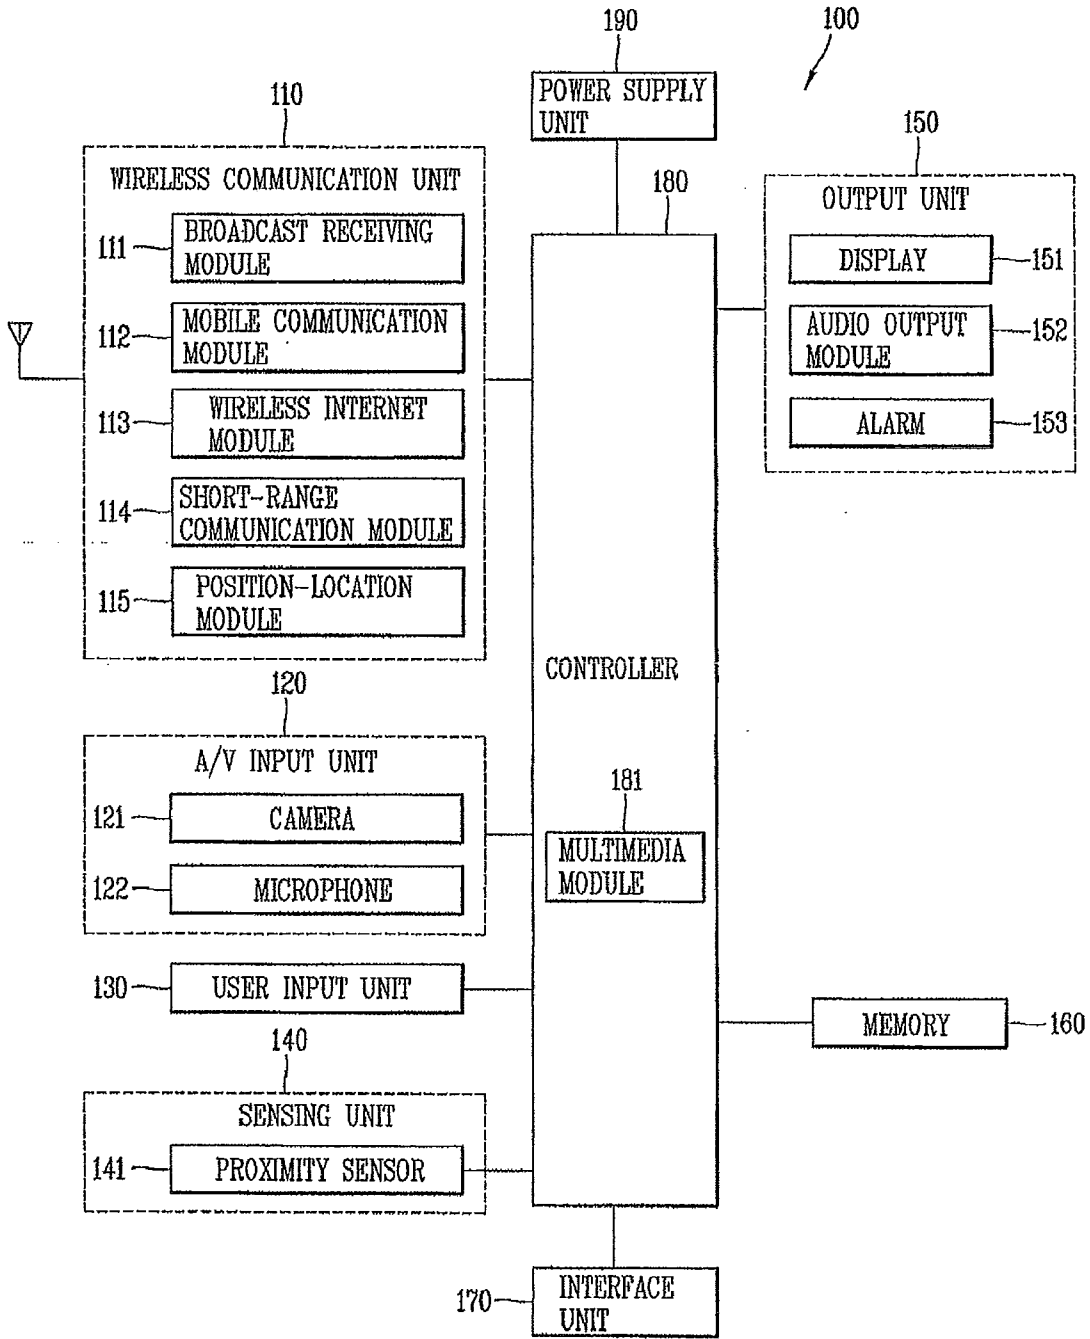 190
100
POWER SUPPLY
UNIT
110
WIRELESS COMMUNICATION UNIT
111
BROADCAST RECEIVING
MODULE
112
MOBILE COMMUNICATION
MODULE
113
WIRELESS INTERNET
MODULE
114
SHORT-RANGE
COMMUNICATION MODULE
115
POSITION-LOCATION
MODULE
120
A/V INPUT UNIT
121
CAMERA
122
MICROPHONE
130
USER INPUT UNIT
140
SENSING UNIT
141
PROXIMITY SENSOR
180
CONTROLLER
181
MULTIMEDIA
MODULE
150
OUTPUT UNIT
DISPLAY
151
AUDIO OUTPUT
MODULE
152
ALARM
153
MEMORY
160
170
INTERFACE
UNIT